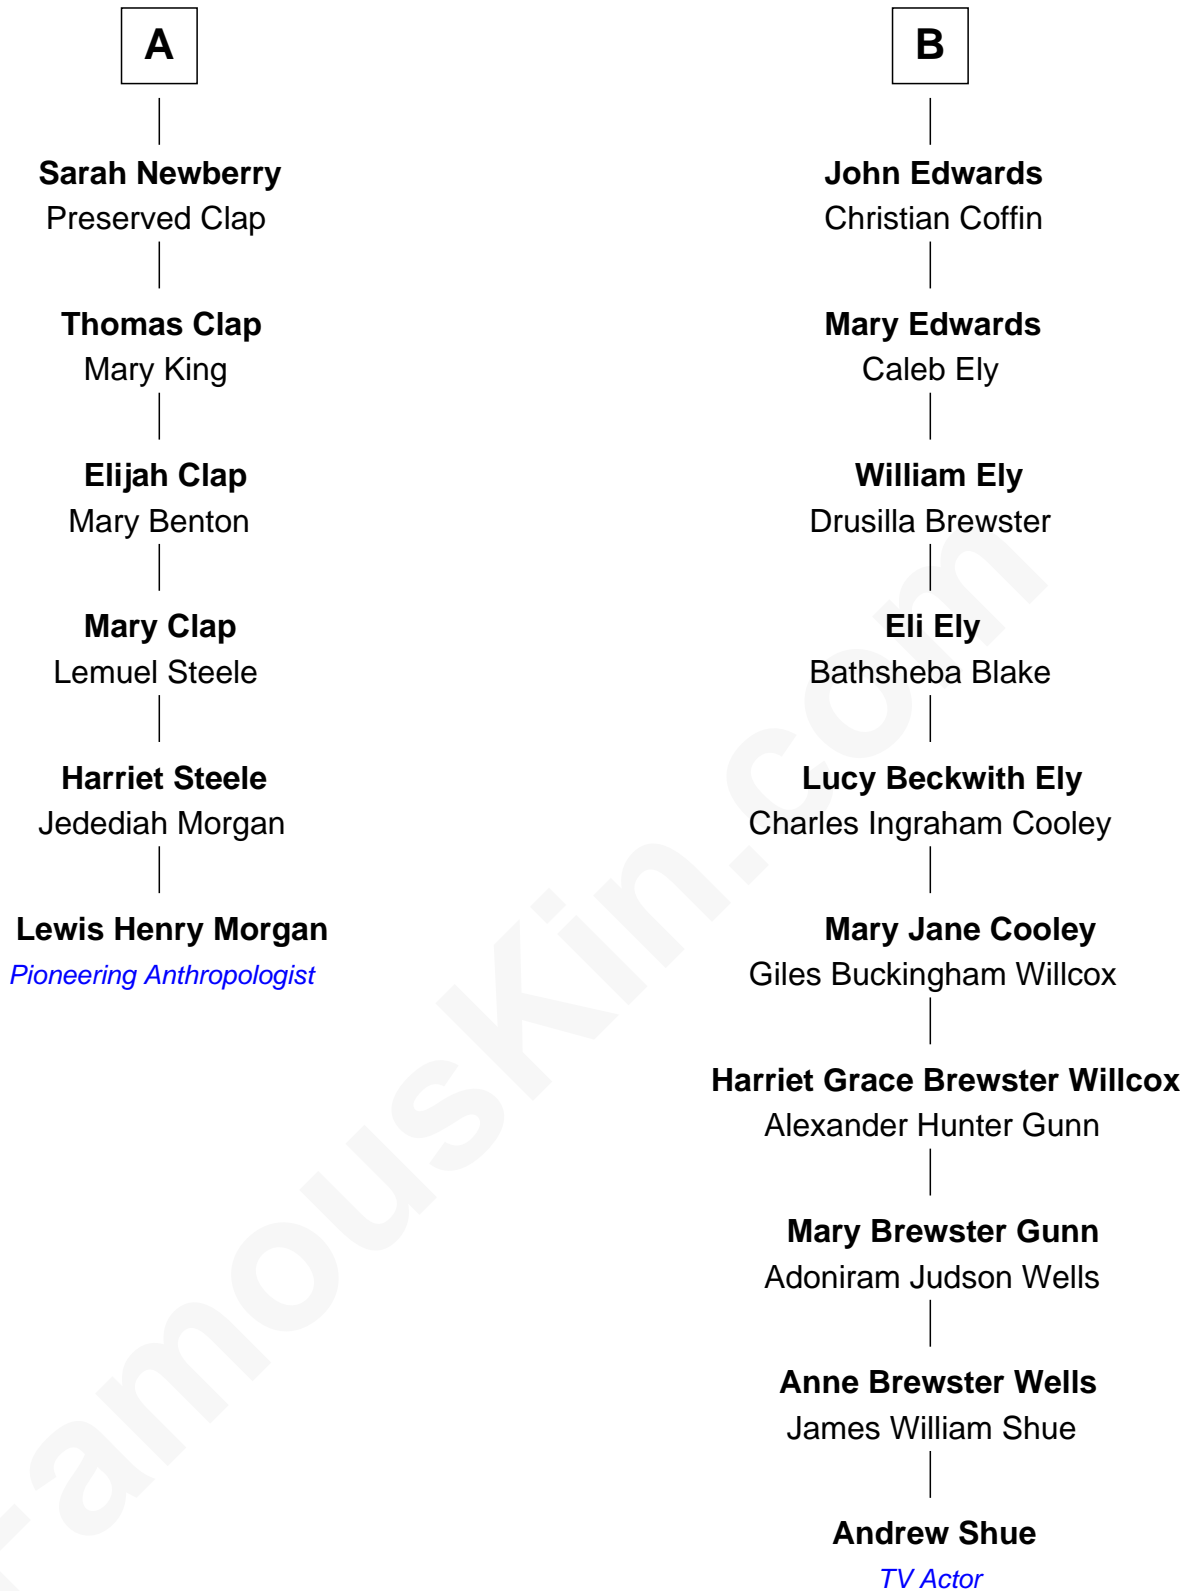 A
Sarah Newberry
Preserved Clap
Thomas Clap
Mary King
Elijah Clap
Mary Benton
Mary Clap
Lemuel Steele
Harriet Steele
Jedediah Morgan
Lewis Henry Morgan
Pioneering Anthropologist
B
John Edwards
Christian Coffin
Mary Edwards
Caleb Ely
William Ely
Drusilla Brewster
Eli Ely
Bathsheba Blake
Lucy Beckwith Ely
Charles Ingraham Cooley
Mary Jane Cooley
Giles Buckingham Willcox
Harriet Grace Brewster Willcox
Alexander Hunter Gunn
Mary Brewster Gunn
Adoniram Judson Wells
Anne Brewster Wells
James William Shue
Andrew Shue
TV Actor
FamousKin.com